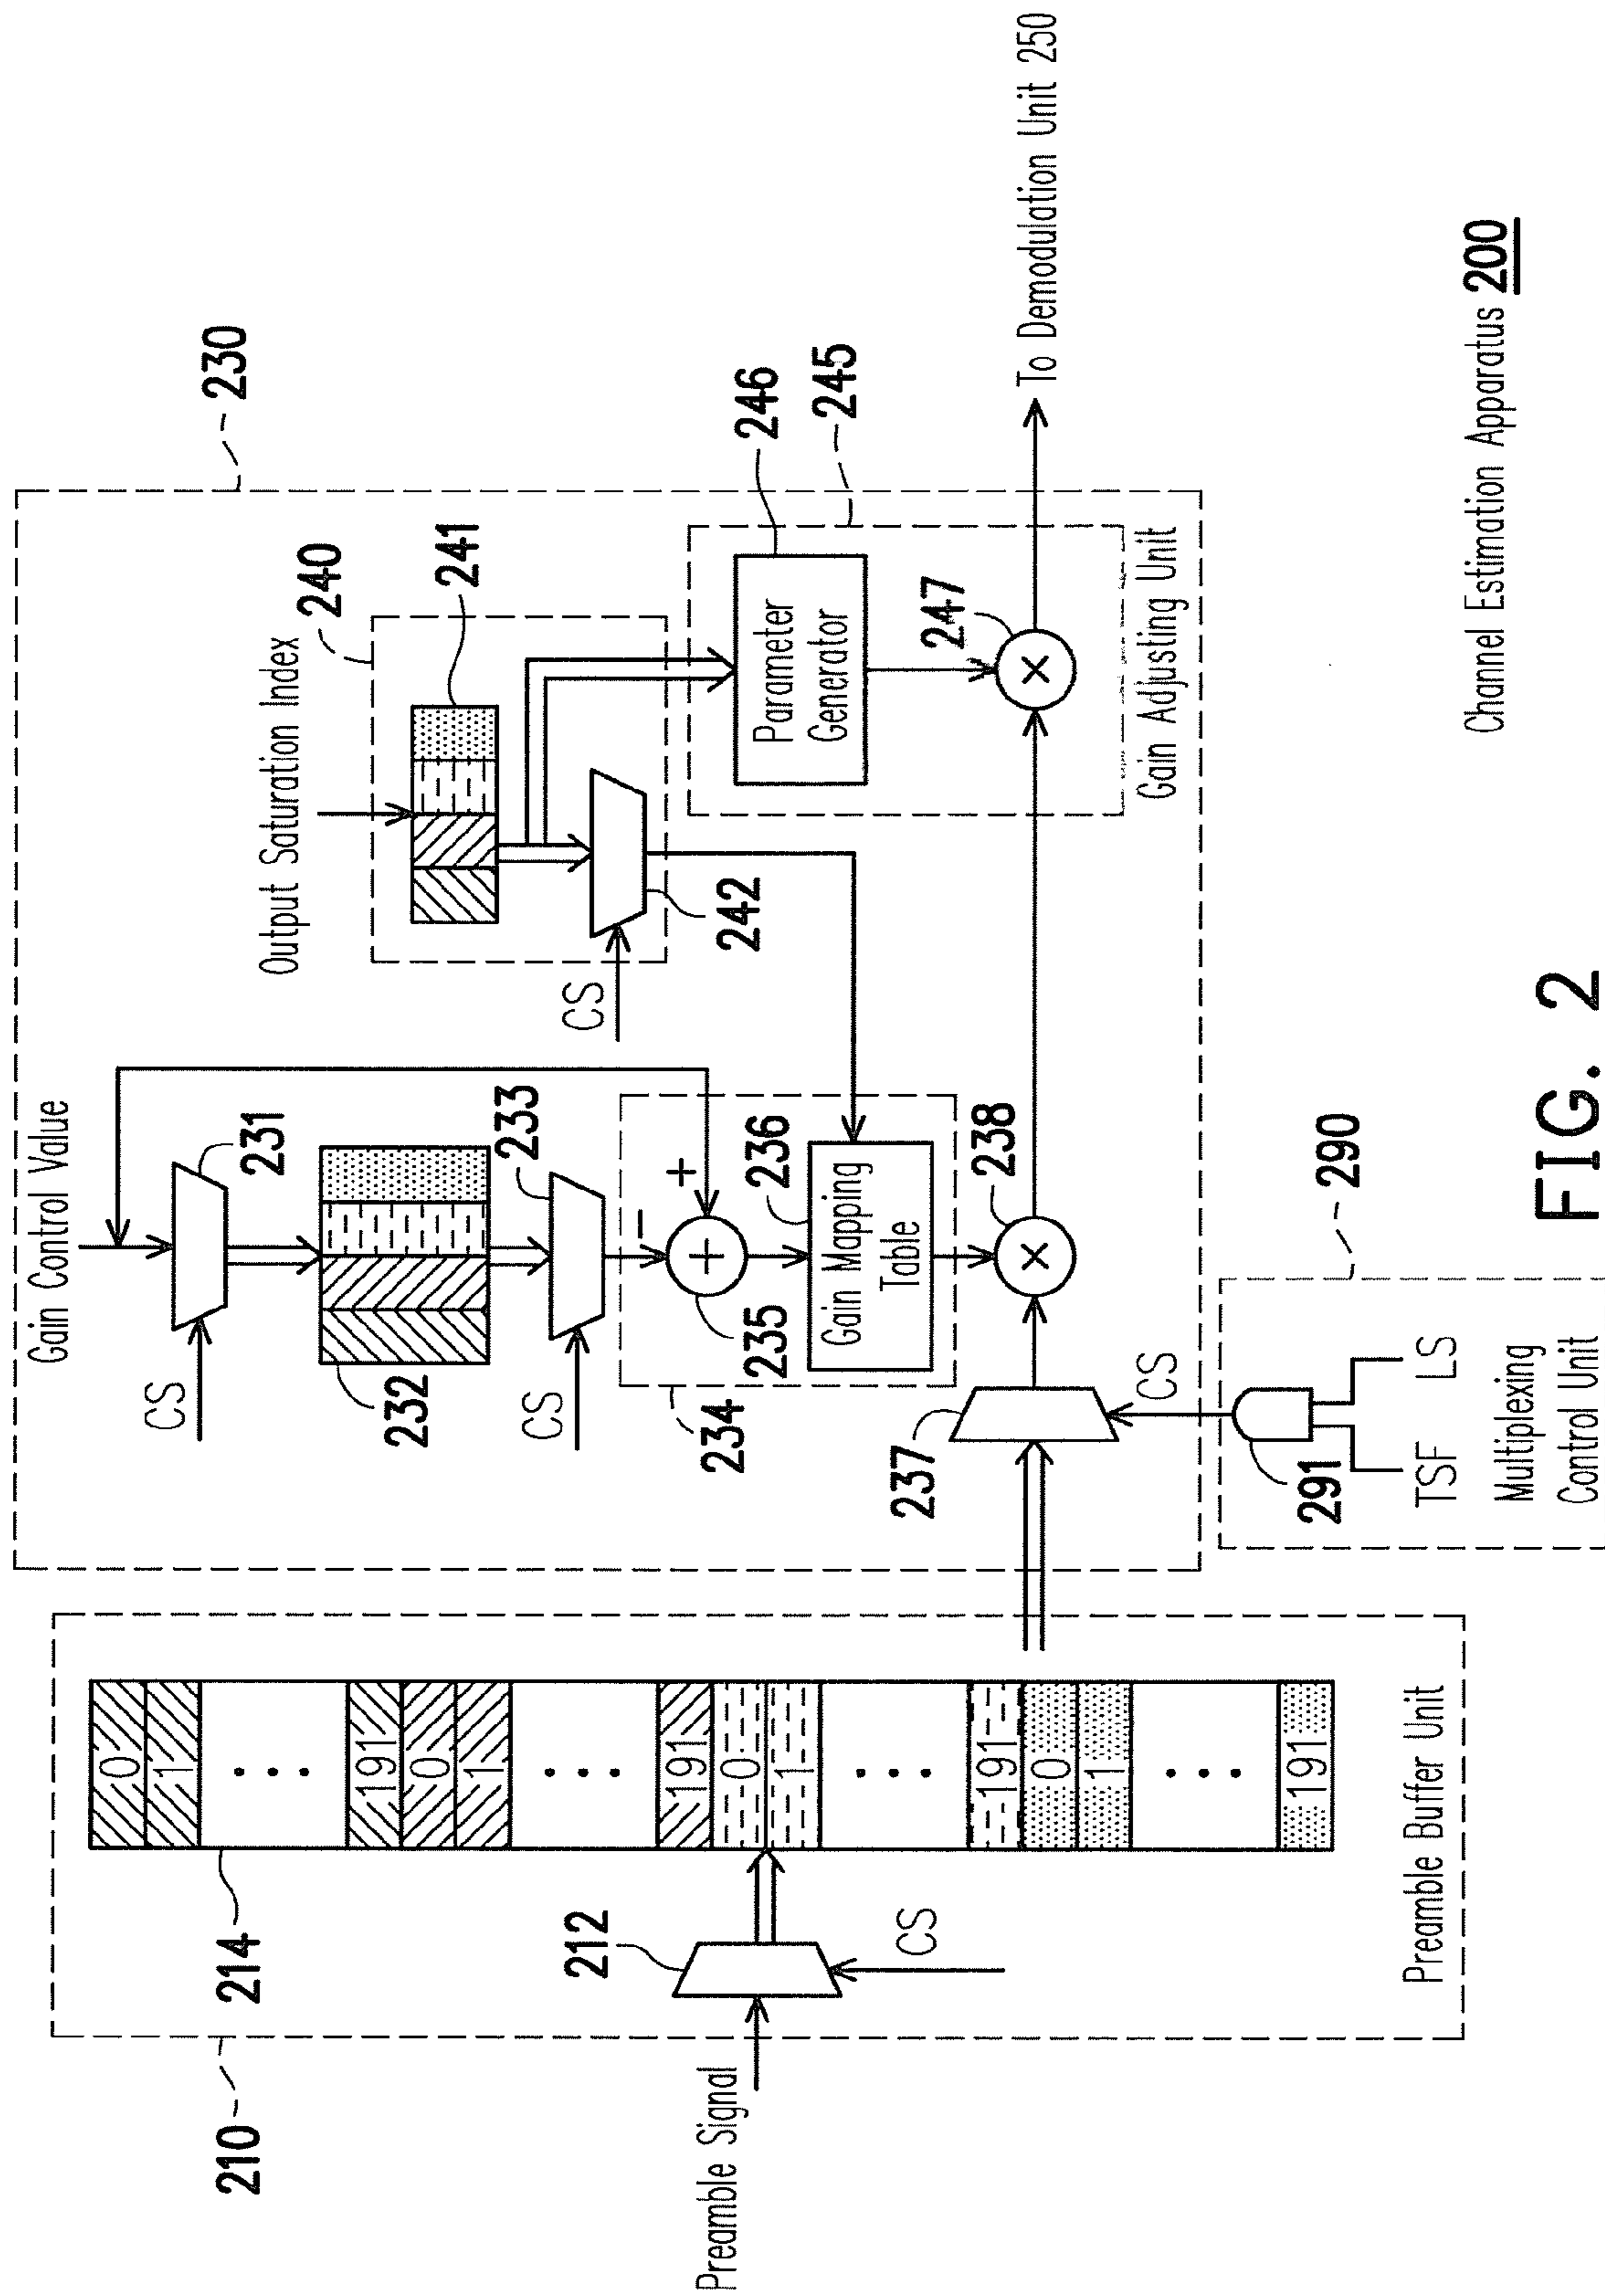 Gain Control Value
230
Output Saturation Index
240
241
231
CS
232
233
CS
CS
242
246
245
Parameter
Generator
247
Gain Adjusting Unit
To Demodulation Unit 250
−
+
+
235
236
Gain Mapping
Table
234
238
×
×
237
CS
290
291
TSF
LS
Multiplexing
Control Unit
210
214
0
1
191
0
1
191
0
1
191
0
1
191
212
CS
Preamble Signal
Preamble Buffer Unit
Channel Estimation Apparatus 200
FIG. 2